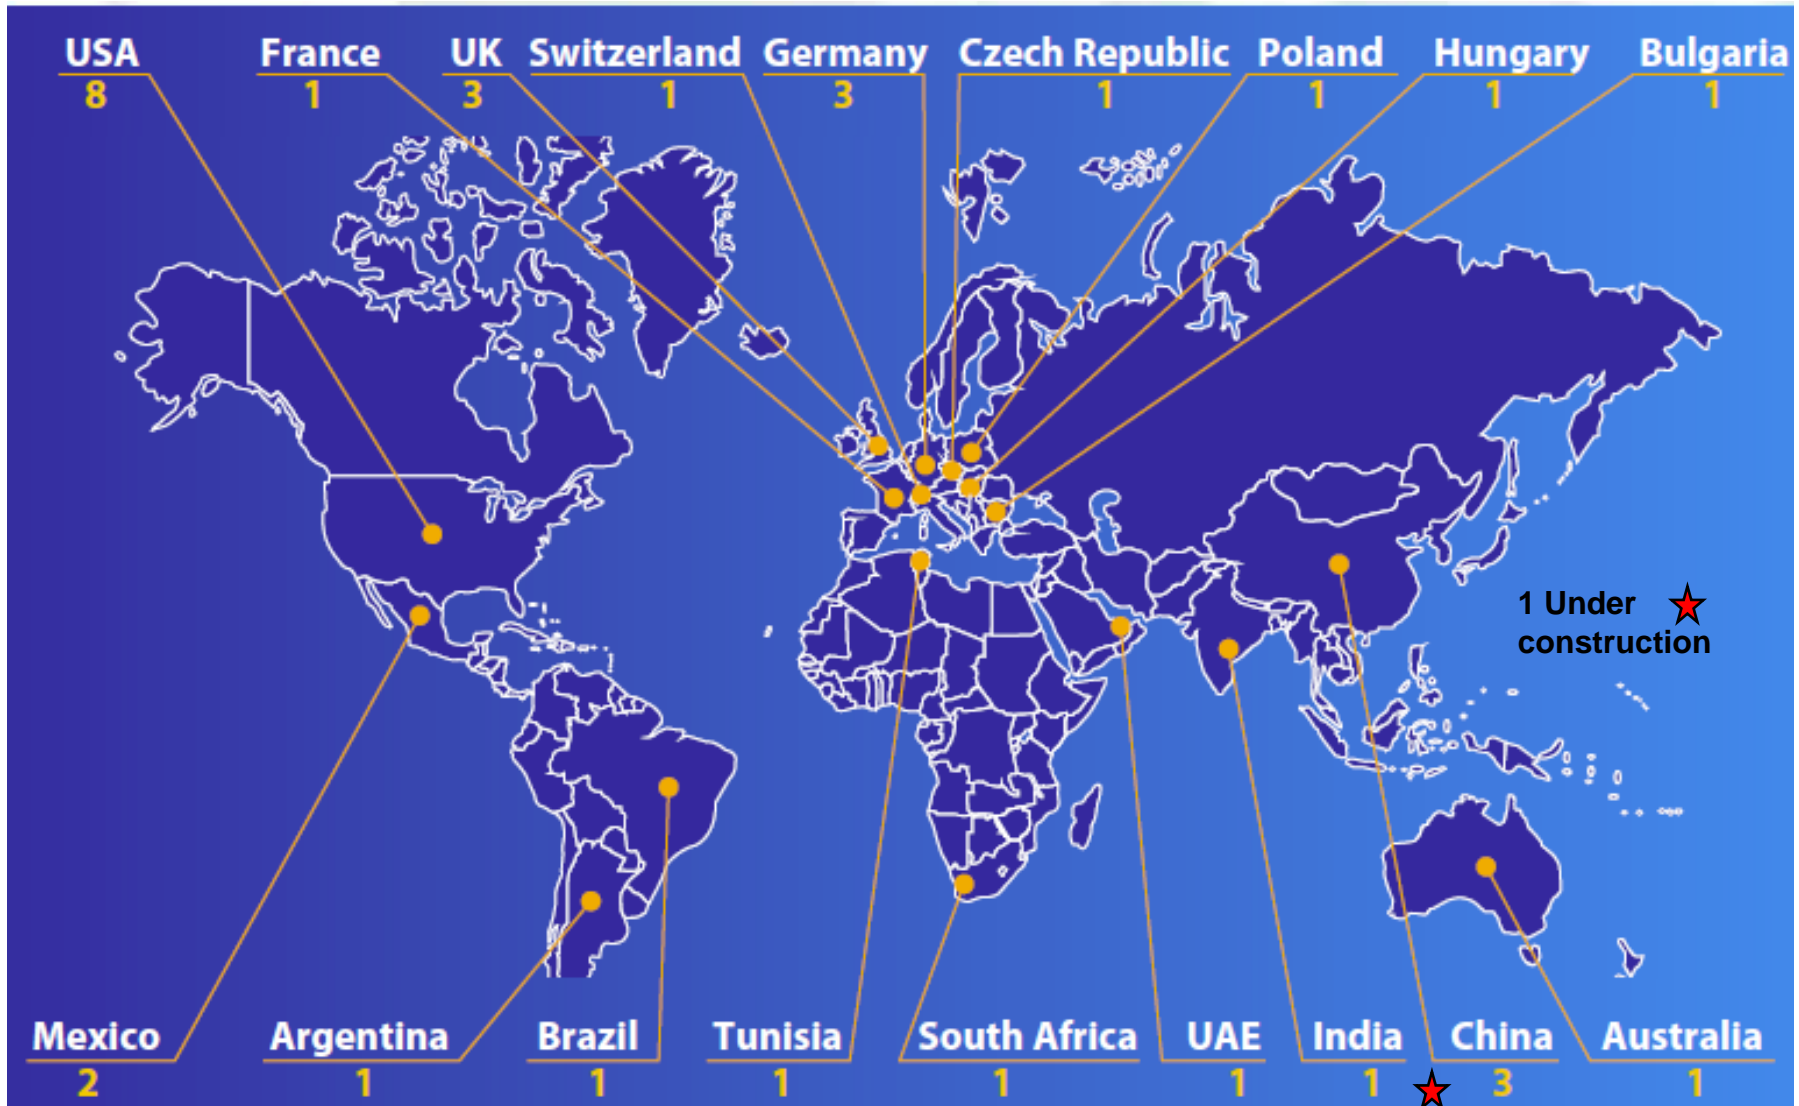 USA France UK Switzerland Germany Czech Republic Poland Hungary Bulgaria
8 1 3 1 3 1 1 1 1
1 Under
construction
Mexico Argentina Brazil Tunisia South Africa UAE India China Australia
2 1 1 1 1 1 1 3 1